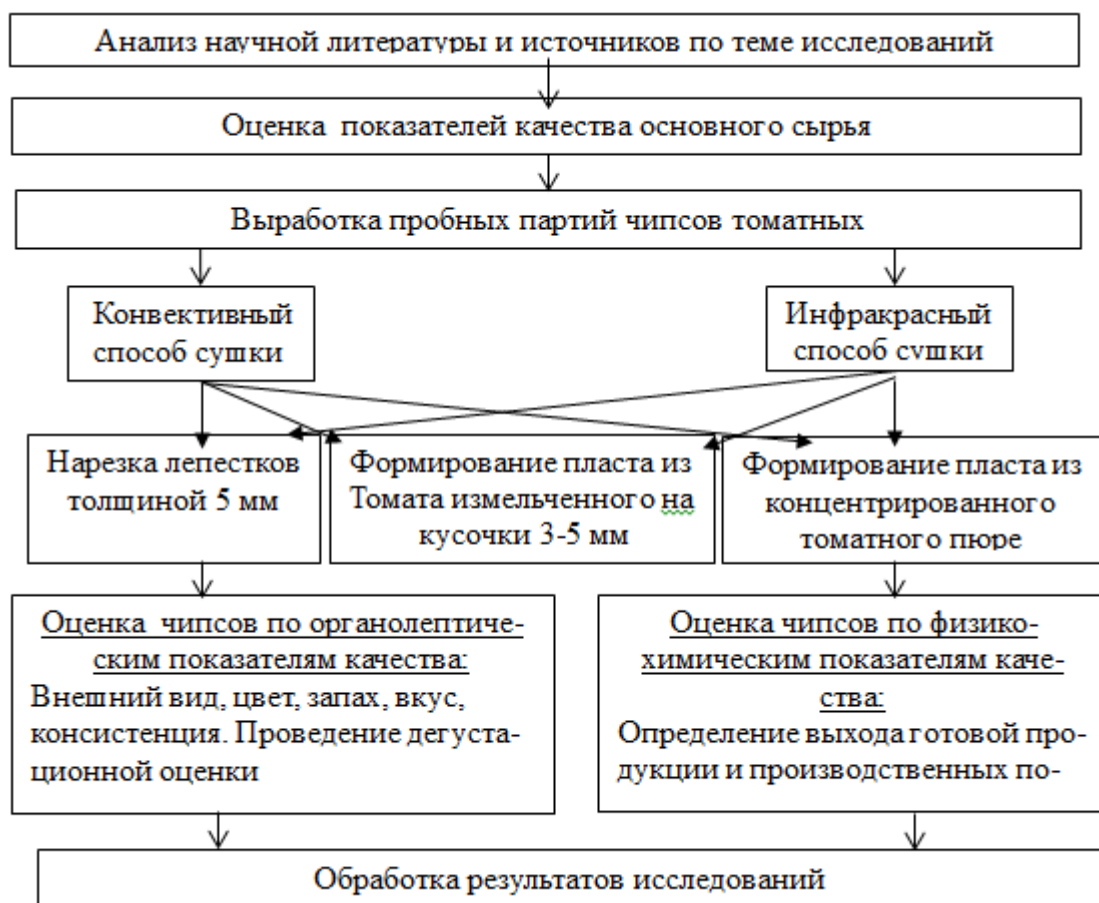 Анализ научной литературы и источников по теме исследований
Оценка показателей качества основного сырья
Выработка пробных партий чипсов томатных
Конвективный
способ сушки
Инфракрасный
способ сушки
Нарезка лепестков
толщиной 5 мм
Формирование пласта из
Томата измельченного на
кусочки 3-5 мм
Формирование пласта из
концентрированного
томатного пюре
Оценка чипсов по органолептиче-
ским показателям качества:
Внешний вид, цвет, запах, вкус,
консистенция. Проведение дегуста-
ционной оценки
Оценка чипсов по физико-
химическим показателям каче-
ства:
Определение выхода готовой про-
дукции и производственных по-
Обработка результатов исследований